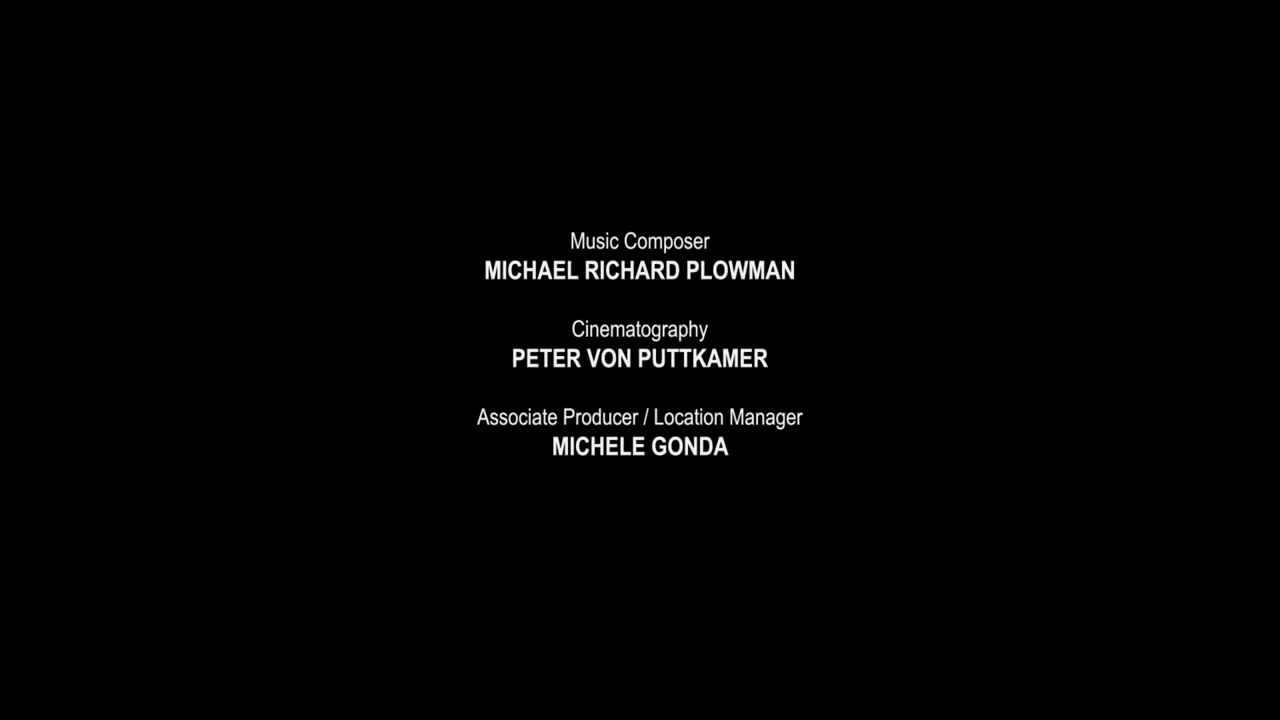 Music Composer
MICHAEL RICHARD PLOWMAN
Cinematography
PETER VON PUTTKAMER
Associate Producer / Location Manager
MICHELE GONDA